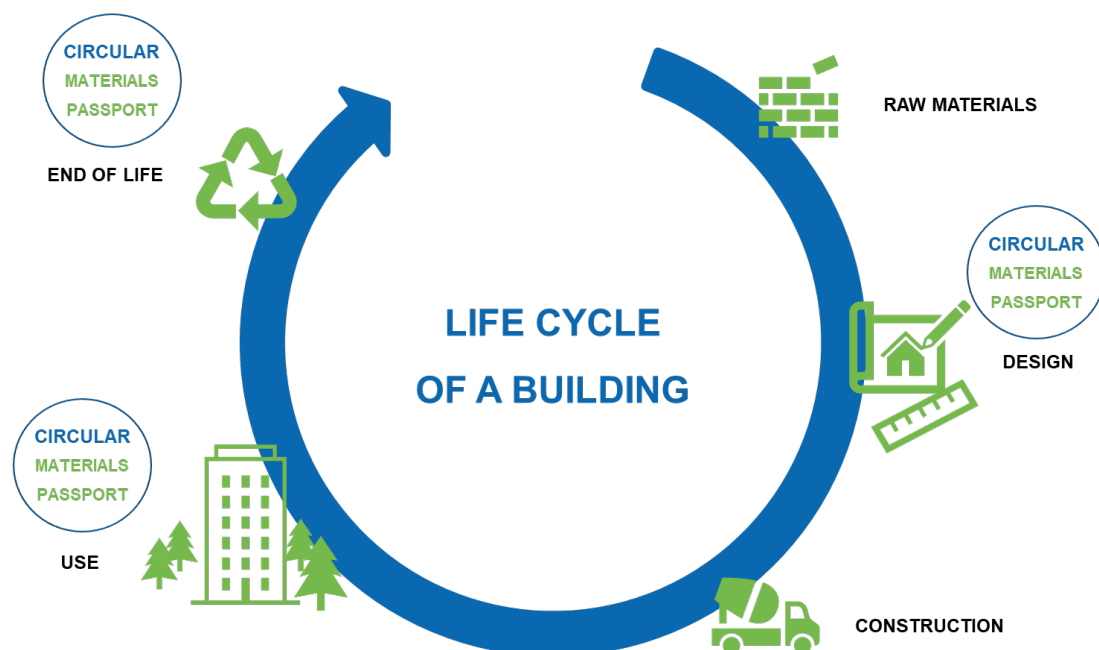 CIRCULAR
MATERIALS
PASSPORT
END OF LIFE
RAW MATERIALS
CIRCULAR
MATERIALS
PASSPORT
DESIGN
LIFE CYCLE
OF A BUILDING
CIRCULAR
MATERIALS
PASSPORT
USE
CONSTRUCTION